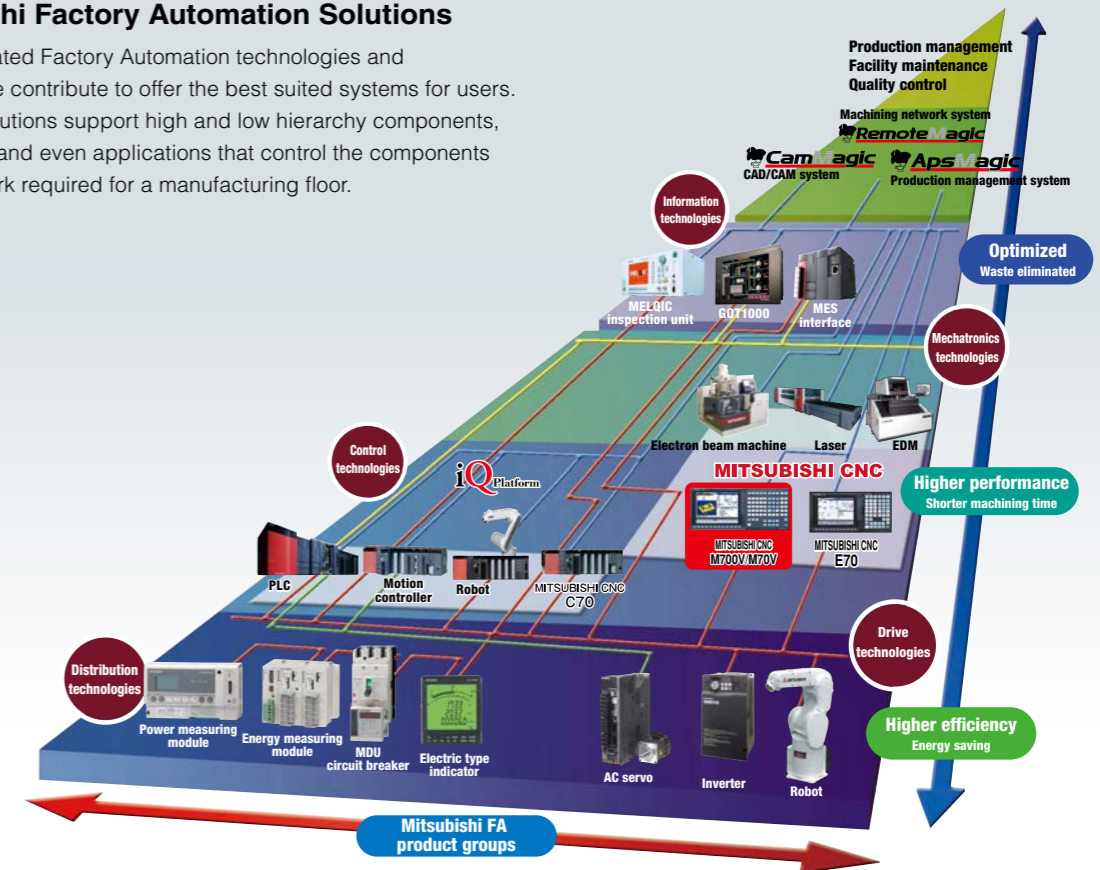 hi Factory Automation Solutions
ated Factory Automation technologies and
e contribute to offer the best suited systems for users.
utions support high and low hierarchy components,
and even applications that control the components
rk required for a manufacturing floor.
Production management
Facility maintenance
Quality control
Machining network system
RemoteMagic
CamMagic
CAD/CAM system
ApsMagic
Production management system
Information
technologies
Optimized
Waste eliminated
MELQIC
inspection unit
GOT1000
MES
interface
Mechatronics
technologies
Electron beam machine
Laser
EDM
Control
technologies
iQ Platform
MITSUBISHI CNC
Higher performance
Shorter machining time
MITSUBISHI CNC
M700V/M70V
MITSUBISHI CNC
E70
PLC
Motion
controller
Robot
MITSUBISHI CNC
C70
Drive
technologies
Distribution
technologies
Power measuring
module
Energy measuring
module
MDU
circuit breaker
Electric type
indicator
AC servo
Inverter
Robot
Higher efficiency
Energy saving
Mitsubishi FA
product groups